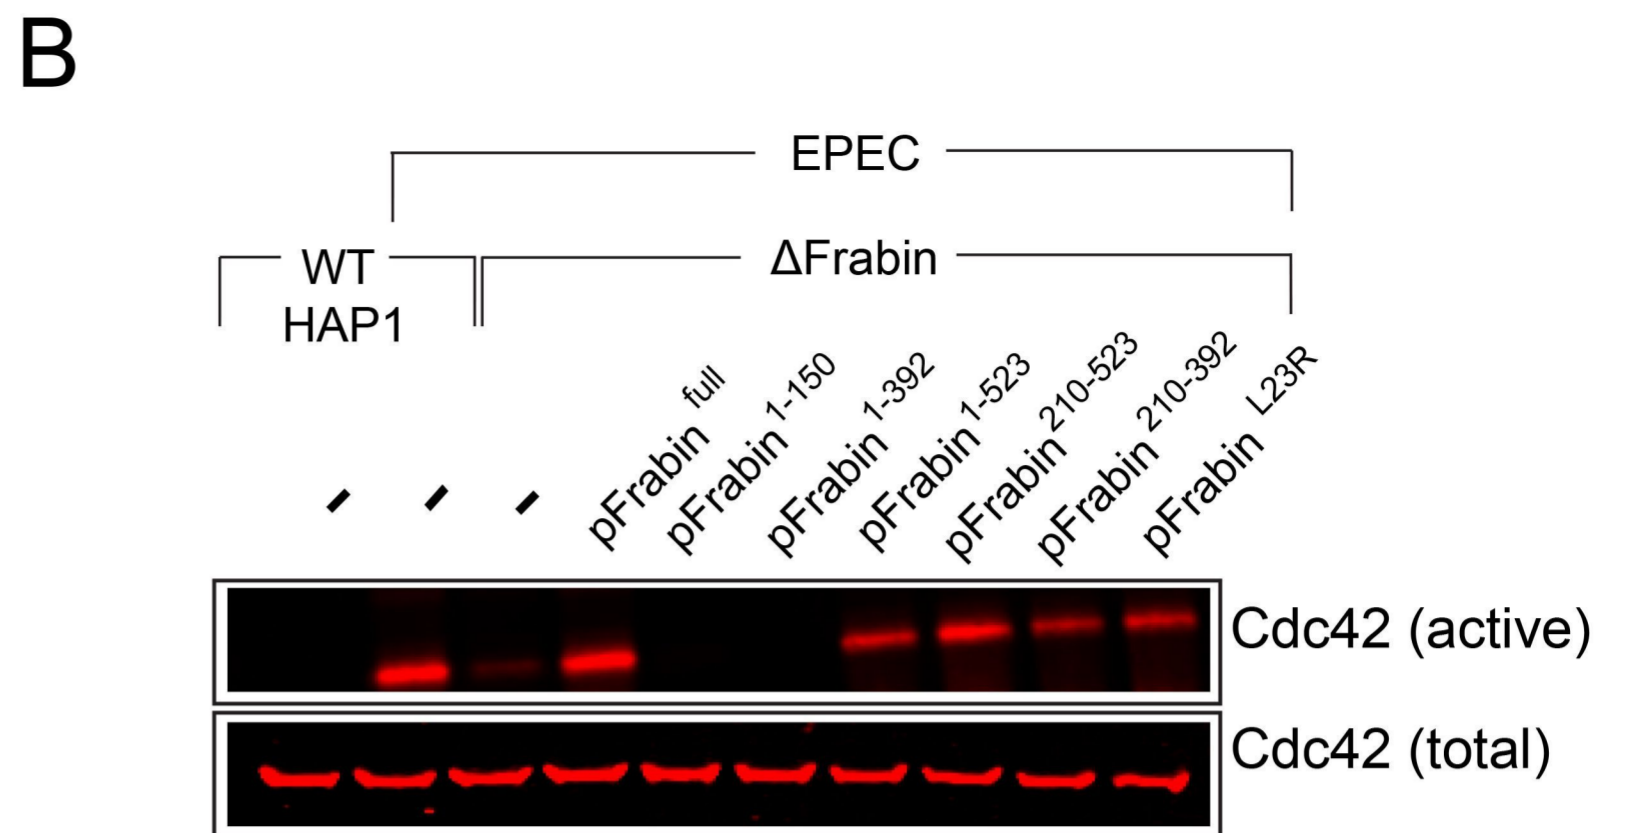 B
EPEC
ΔFrabin
WT
HAP1
- - -
pFrabin full
pFrabin 1-150
pFrabin 1-392
pFrabin 1-523
pFrabin 210-523
pFrabin 210-392
pFrabin L23R
Cdc42 (active)
Cdc42 (total)